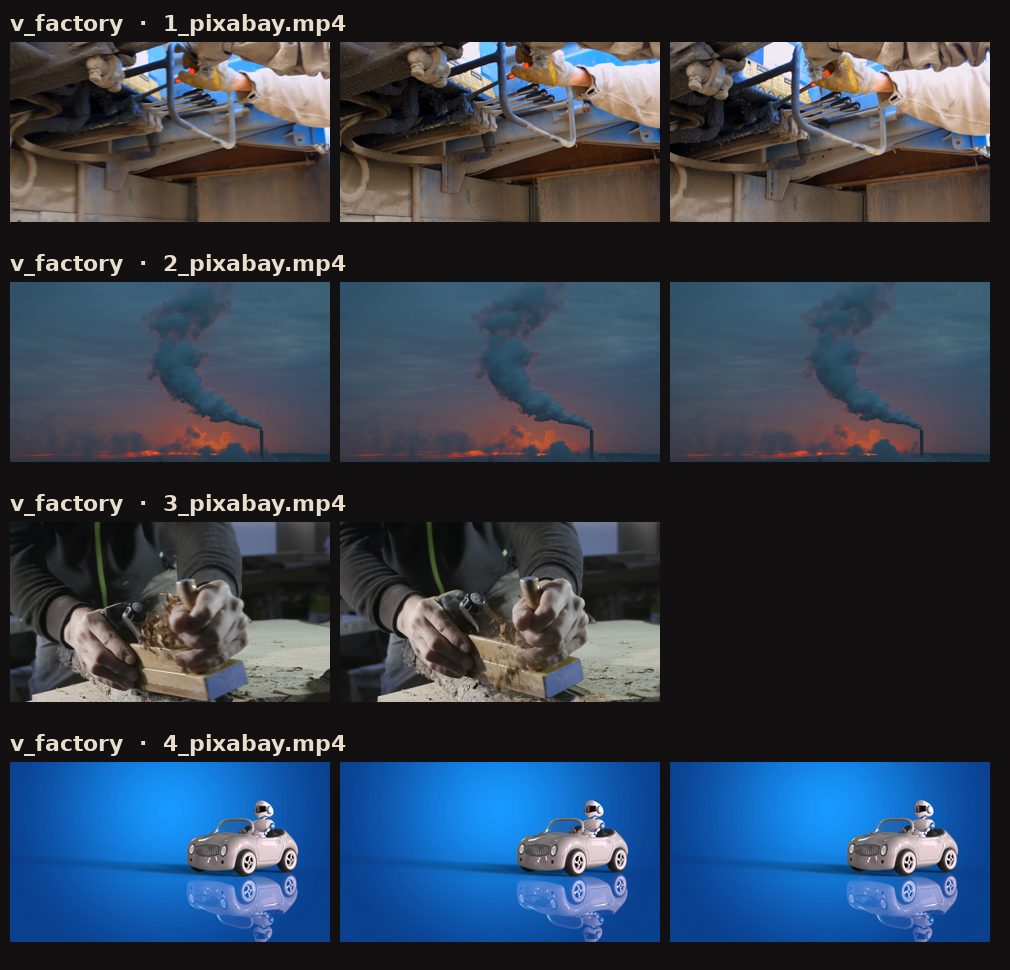 v_factory · 1_pixabay.mp4
v_factory · 2_pixabay.mp4
v_factory · 3_pixabay.mp4
v_factory · 4_pixabay.mp4